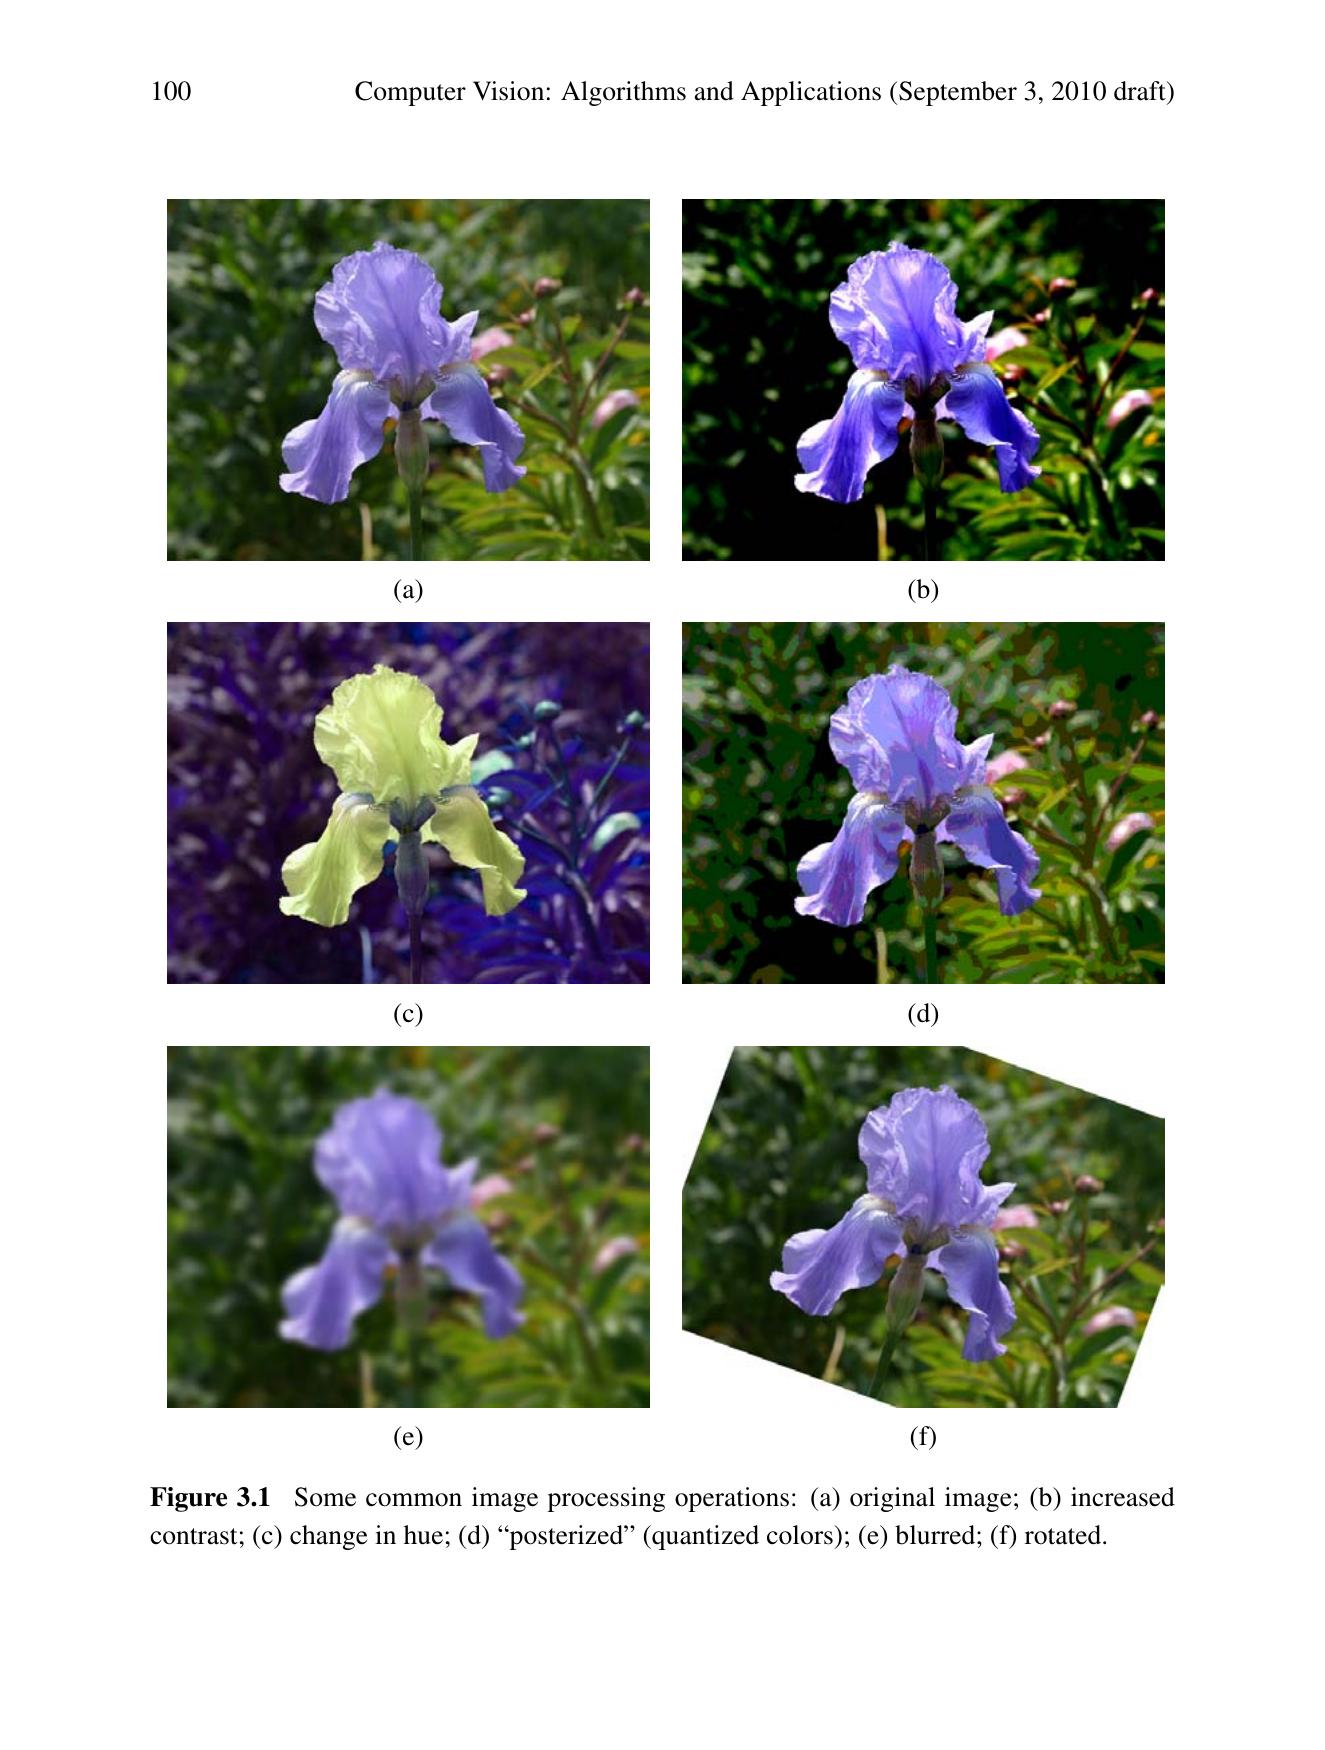 100 Computer Vision: Algorithms and Applications (September 3, 2010 draft)
(a) (b)
(c) (d)
(e) (f)
Figure 3.1 Some common image processing operations: (a) original image; (b) increased
contrast; (c) change in hue; (d) “posterized” (quantized colors); (e) blurred; (f) rotated.